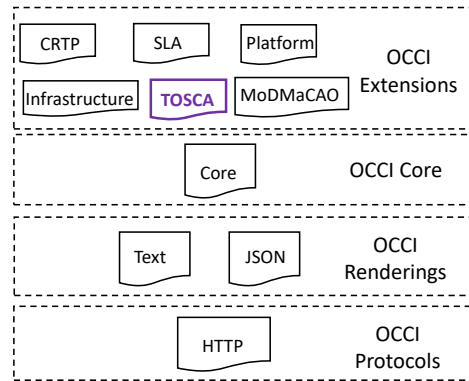 CRTP
SLA
Platform
OCCI
Extensions
Infrastructure
TOSCA
MoDMaCAO
Core
OCCI Core
Text
JSON
OCCI
Renderings
HTTP
OCCI
Protocols